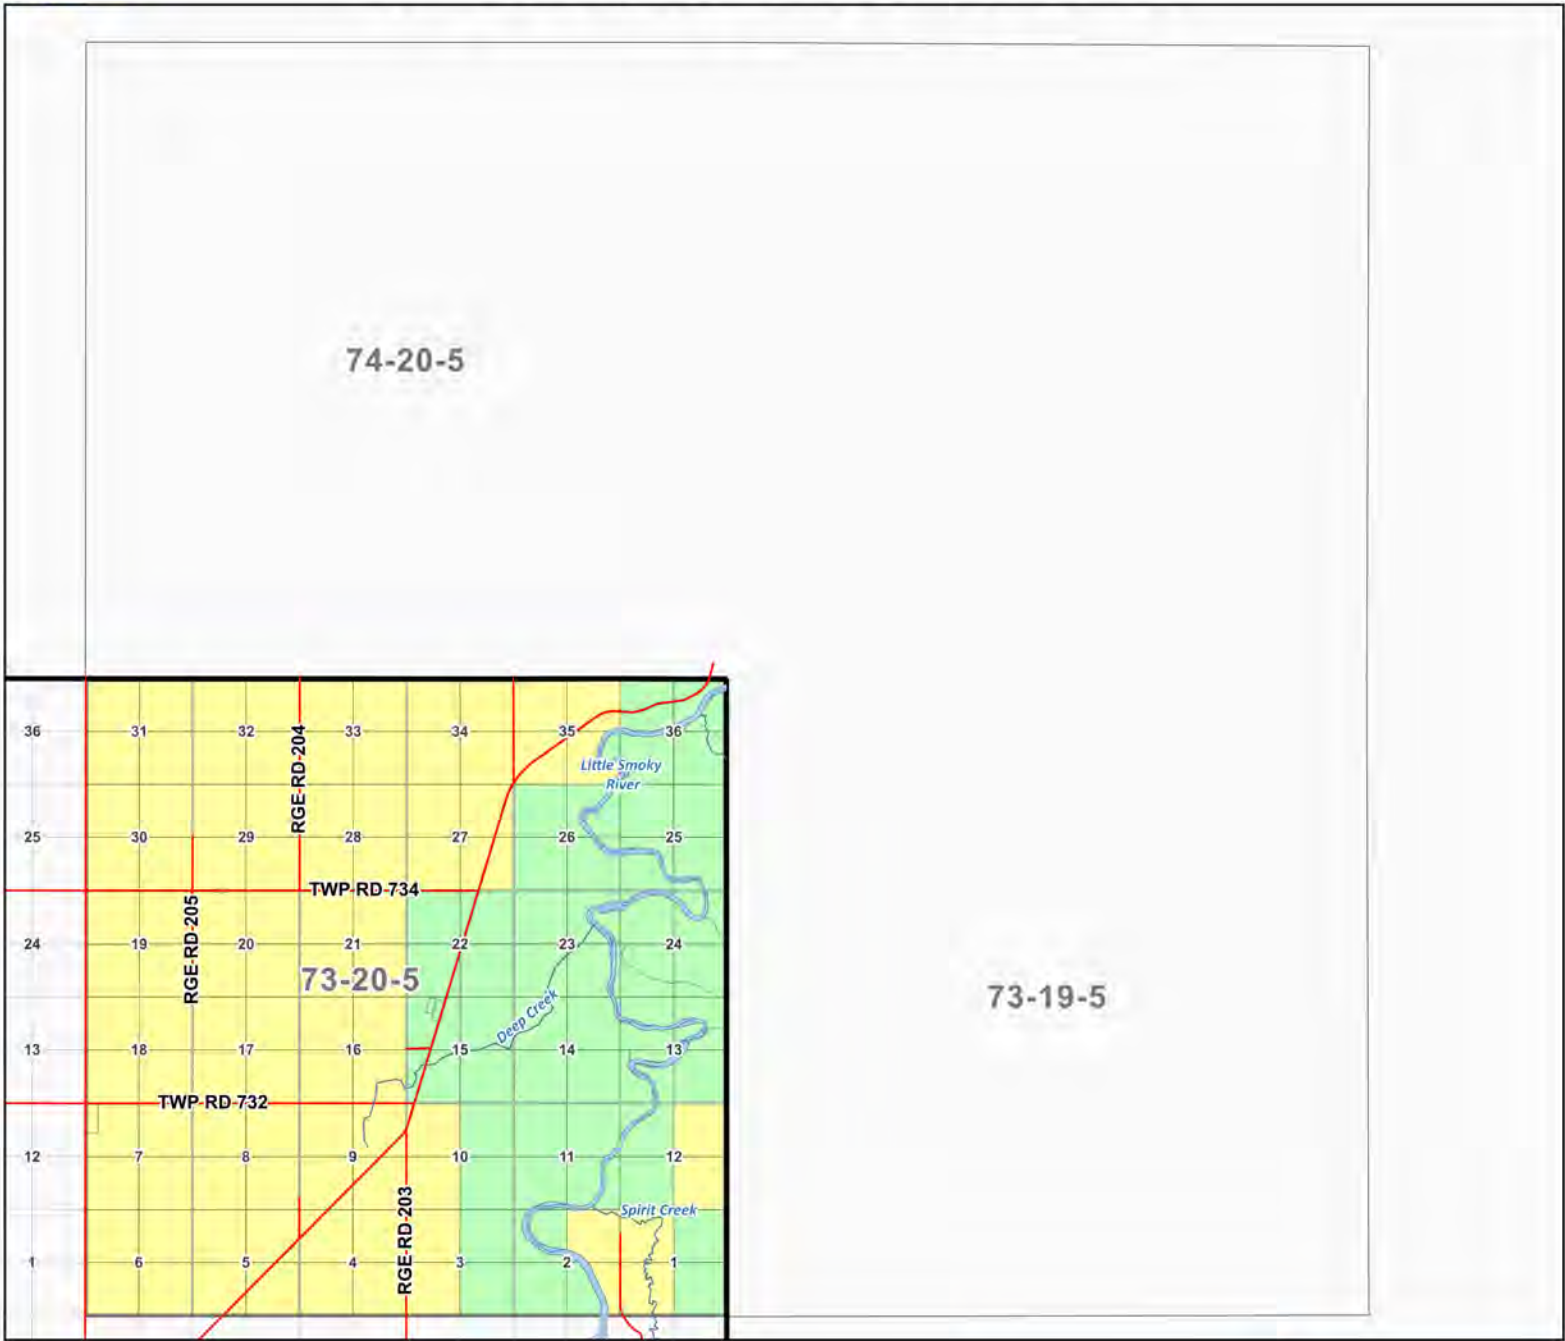 74-20-5
36 31 32 33 34 35 36
RGE-RD-204
Little Smoky
River
25 30 29 28 27 26 25
TWP RD 734
RGE-RD-205
24 19 20 21 22 23 24
73-20-5
73-19-5
Deep Creek
13 18 17 16 15 14 13
TWP RD 732
12 7 8 9 10 11 12
RGE-RD-203
Spirit Creek
1 6 5 4 3 2 1